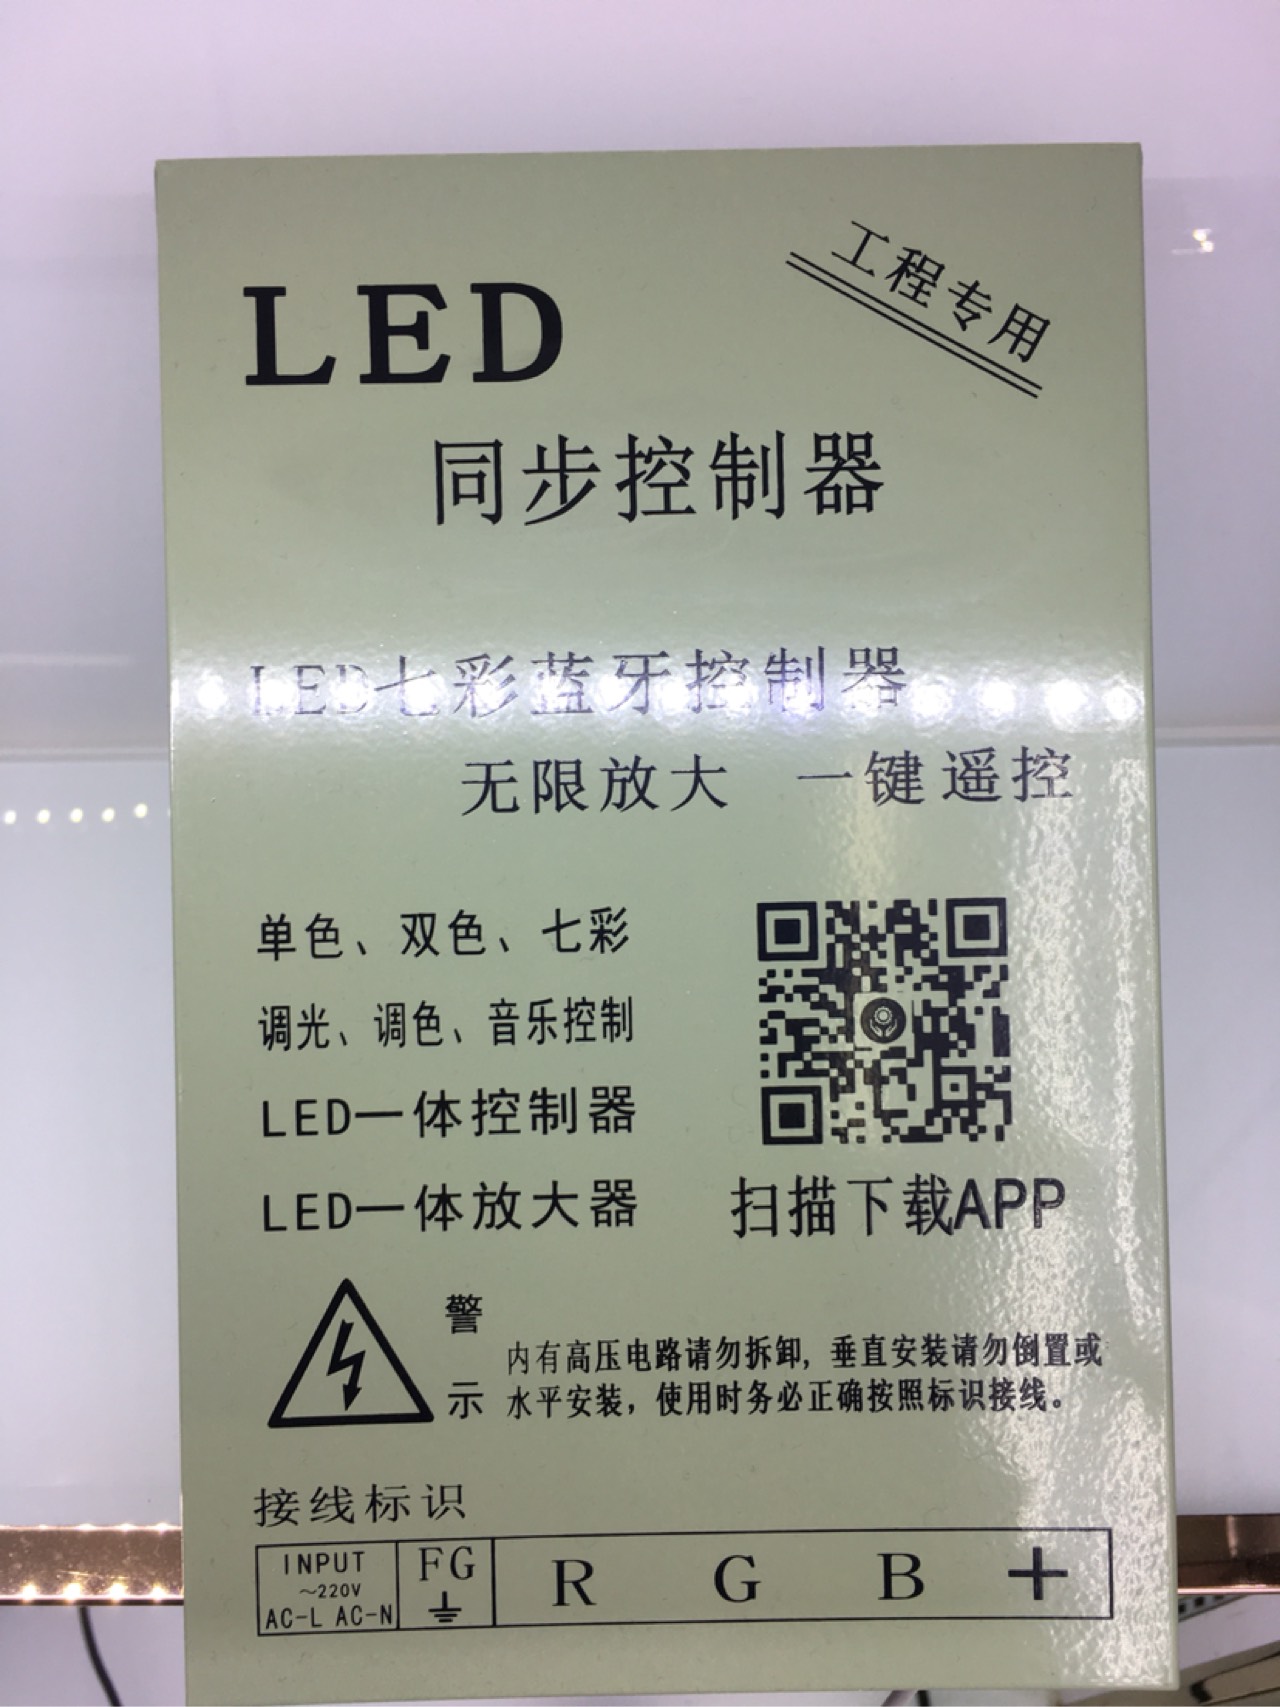 工程专用
LED
同步控制器
LED七彩蓝牙控制器
无限放大 一键遥控
单色、双色、七彩
调光、调色、音乐控制
LED一体控制器
LED一体放大器
扫描下载APP
警示
内有高压电路请勿拆卸，垂直安装请勿倒置或
水平安装，使用时务必正确按照标识接线。
接线标识
INPUT
~220V
AC-L AC-N
FG
R G B +